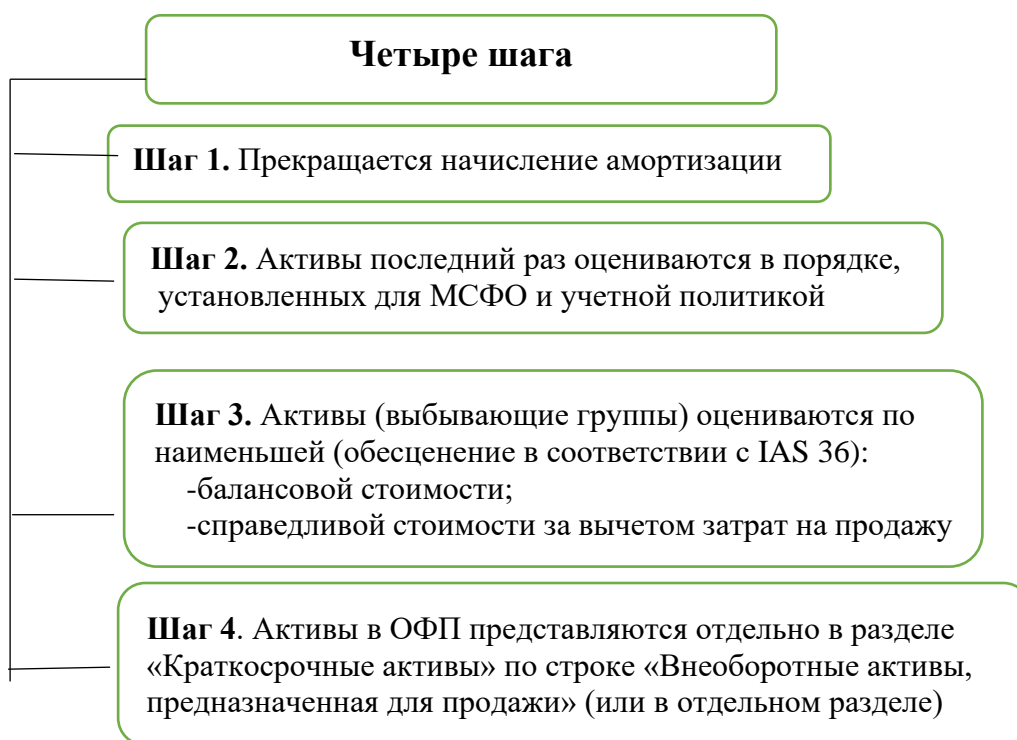 Четыре шага
Шаг 1. Прекращается начисление амортизации
Шаг 2. Активы последний раз оцениваются в порядке,
установленных для МСФО и учетной политикой
Шаг 3. Активы (выбывающие группы) оцениваются по
наименьшей (обесценение в соответствии с IAS 36):
-балансовой стоимости;
-справедливой стоимости за вычетом затрат на продажу
Шаг 4. Активы в ОФП представляются отдельно в разделе
«Краткосрочные активы» по строке «Внеоборотные активы,
предназначенная для продажи» (или в отдельном разделе)